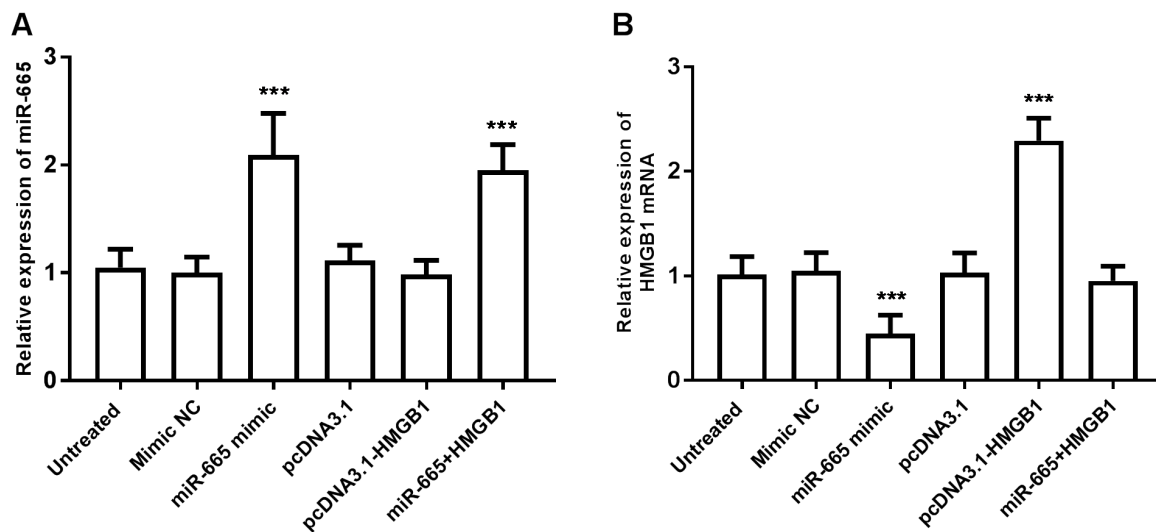 A
Relative expression of miR-665
3
2
1
0
***
***
Untreated
Mimic NC
miR-665 mimic
pcDNA3.1
pcDNA3.1-HMGB1
miR-665+HMGB1
B
Relative expression of
HMGB1 mRNA
3
2
1
0
***
***
Untreated
Mimic NC
miR-665 mimic
pcDNA3.1
pcDNA3.1-HMGB1
miR-665+HMGB1